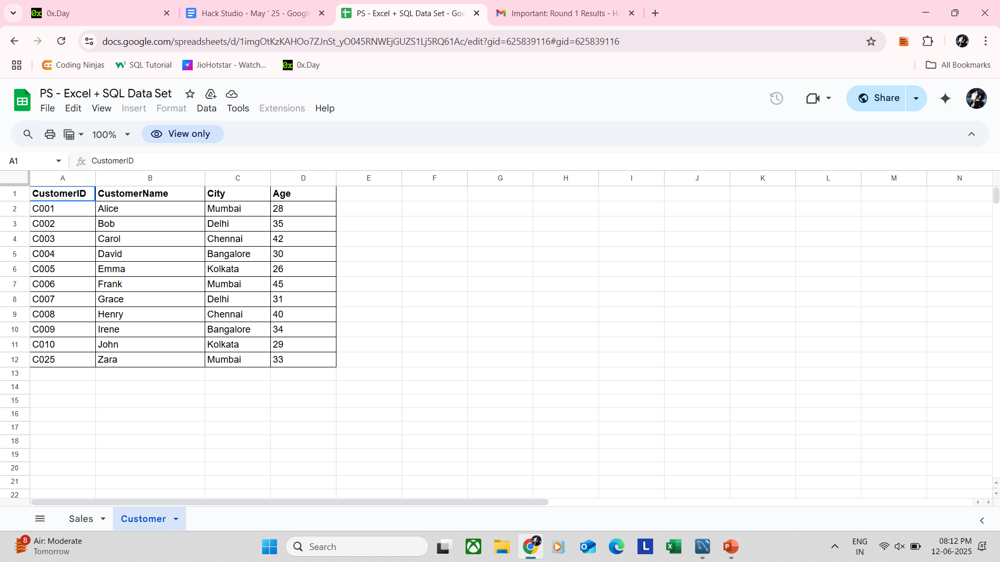 0x.Day
Hack Studio - May ' 25 - Google
PS - Excel + SQL Data Set - Goo
Important: Round 1 Results - Ha
docs.google.com/spreadsheets/d/1imgOtKzKAHOo7ZJnSt_yO045RNWEjGUZS1Lj5RQ61Ac/edit?gid=625839116#gid=625839116
Coding Ninjas
SQL Tutorial
JioHotstar - Watch...
0x.Day
All Bookmarks
PS - Excel + SQL Data Set
File Edit View Insert Format Data Tools Extensions Help
Share
100%
View only
A1
fx CustomerID
A B C D E F G H I J K L M N
1 CustomerID CustomerName City Age
2 C001 Alice Mumbai 28
3 C002 Bob Delhi 35
4 C003 Carol Chennai 42
5 C004 David Bangalore 30
6 C005 Emma Kolkata 26
7 C006 Frank Mumbai 45
8 C007 Grace Delhi 31
9 C008 Henry Chennai 40
10 C009 Irene Bangalore 34
11 C010 John Kolkata 29
12 C025 Zara Mumbai 33
13
14
15
16
17
18
19
20
21
22
Sales
Customer
8
Air: Moderate
Tomorrow
Search
ENG
IN
08:12 PM
12-06-2025